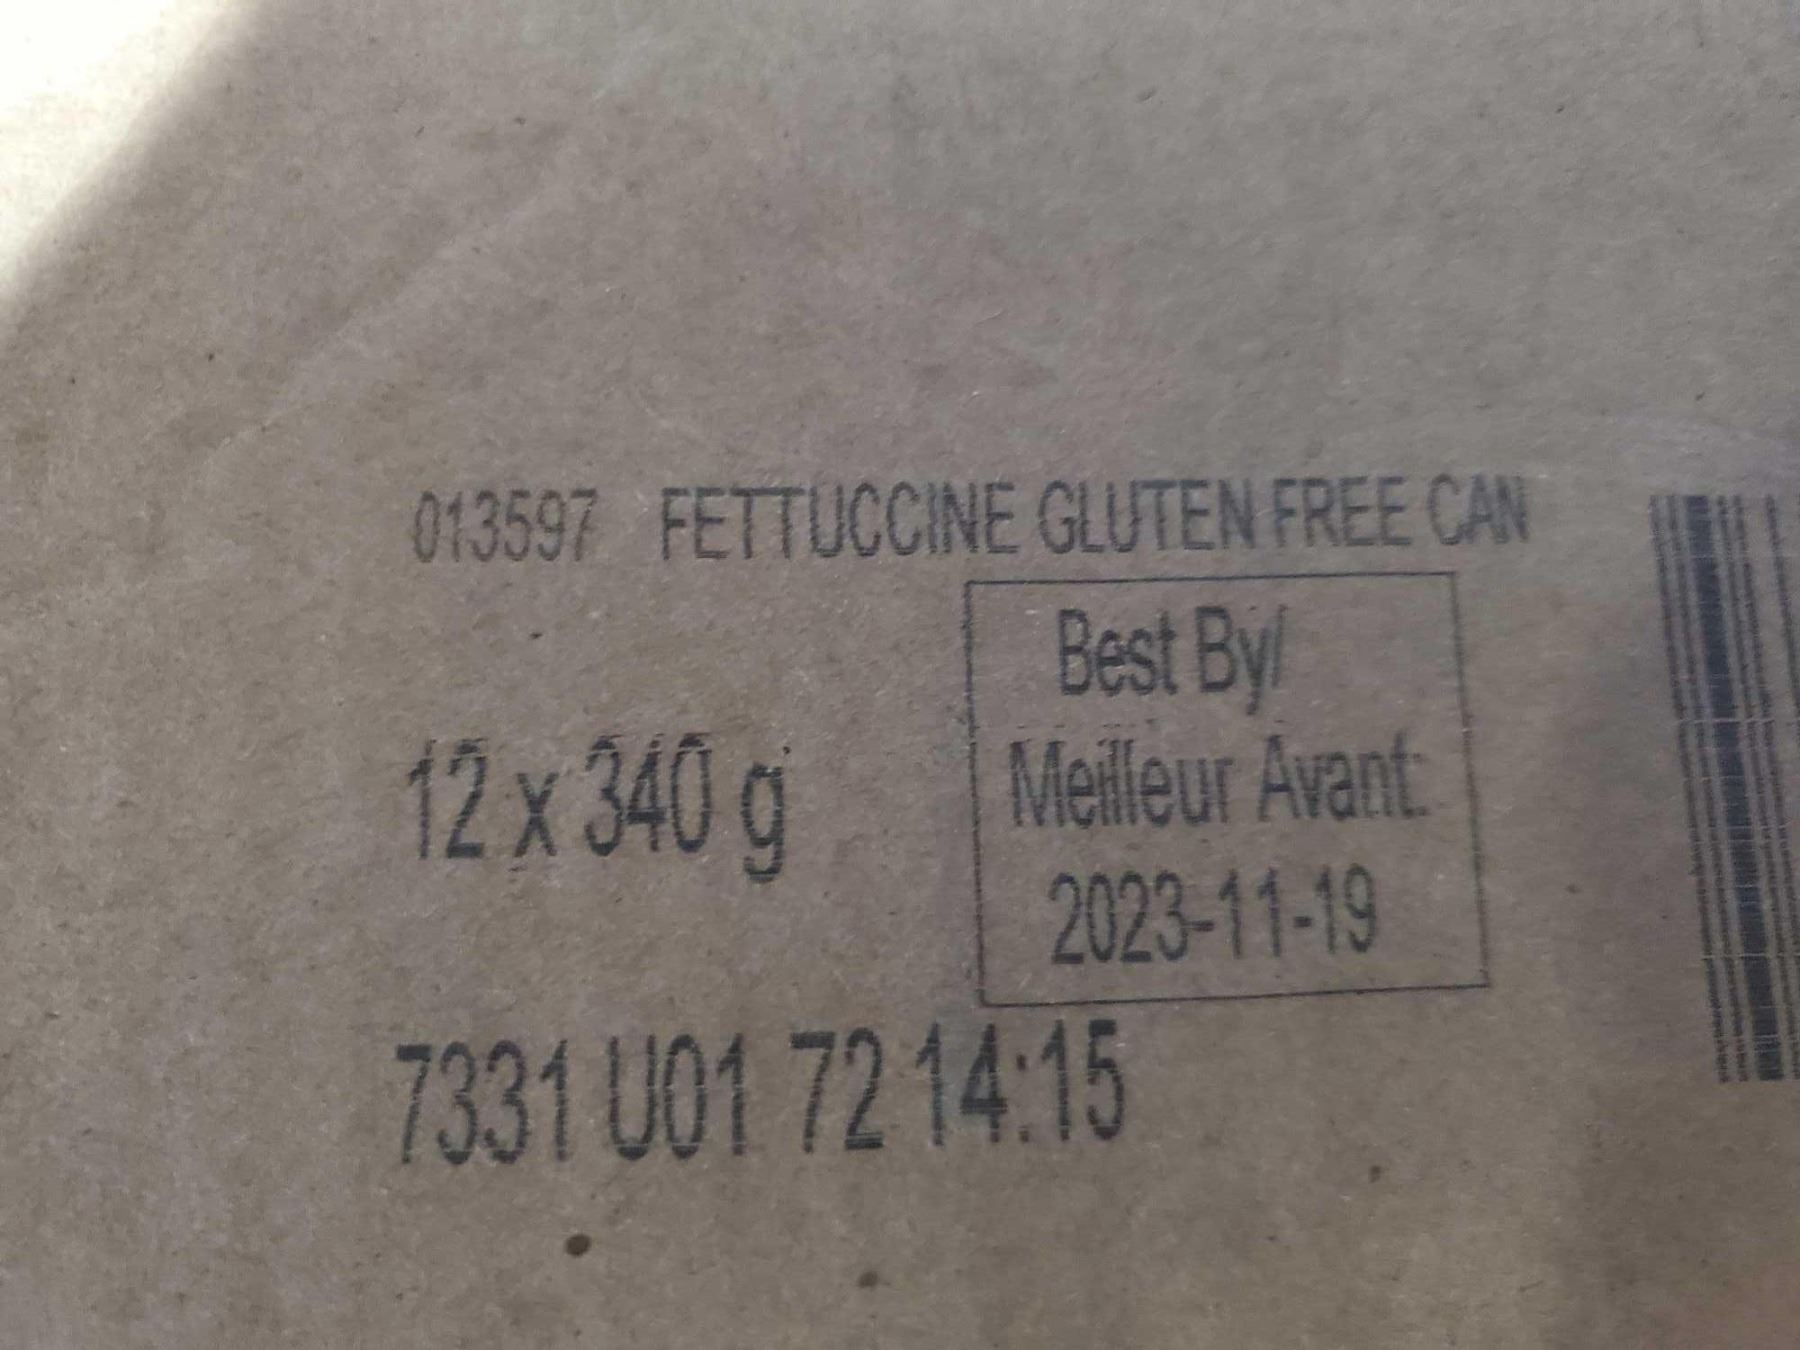 013597 FETTUCCINE GLUTEN FREE CAN
Best By/
Meilleur Avant:
2023-11-19
12 x 340 g
7331 U01 72 14:15